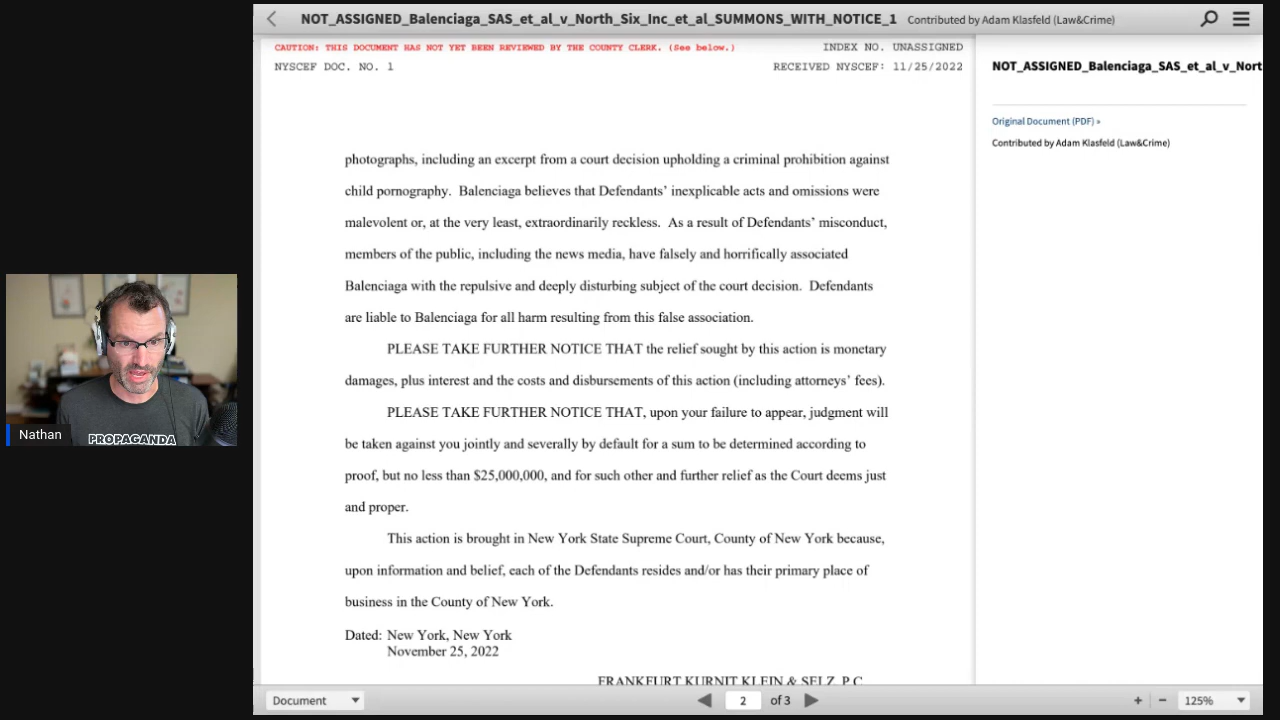 NOT_ASSIGNED_Balenciaga_SAS_et_al_v_North_Six_Inc_et_al_SUMMONS_WITH_NOTICE_1 Contributed by Adam Klasfeld (Law&Crime)
CAUTION: THIS DOCUMENT HAS NOT YET BEEN REVIEWED BY THE COUNTY CLERK. (See below.) INDEX NO. UNASSIGNED
NYSCEF DOC. NO. 1 RECEIVED NYSCEF: 11/25/2022
photographs, including an excerpt from a court decision upholding a criminal prohibition against
child pornography. Balenciaga believes that Defendants' inexplicable acts and omissions were
malevolent or, at the very least, extraordinarily reckless. As a result of Defendants' misconduct,
members of the public, including the news media, have falsely and horrifically associated
Balenciaga with the repulsive and deeply disturbing subject of the court decision. Defendants
are liable to Balenciaga for all harm resulting from this false association.
PLEASE TAKE FURTHER NOTICE THAT the relief sought by this action is monetary
damages, plus interest and the costs and disbursements of this action (including attorneys' fees).
PLEASE TAKE FURTHER NOTICE THAT, upon your failure to appear, judgment will
be taken against you jointly and severally by default for a sum to be determined according to
proof, but no less than $25,000,000, and for such other and further relief as the Court deems just
and proper.
This action is brought in New York State Supreme Court, County of New York because,
upon information and belief, each of the Defendants resides and/or has their primary place of
business in the County of New York.
Dated: New York, New York
November 25, 2022
FRANKFURT KURNIT KLEIN & SELZ, P.C.
NOT_ASSIGNED_Balenciaga_SAS_et_al_v_Nort
Original Document (PDF) »
Contributed by Adam Klasfeld (Law&Crime)
Nathan
PROPAGANDA
Document 2 of 3 + − 125%